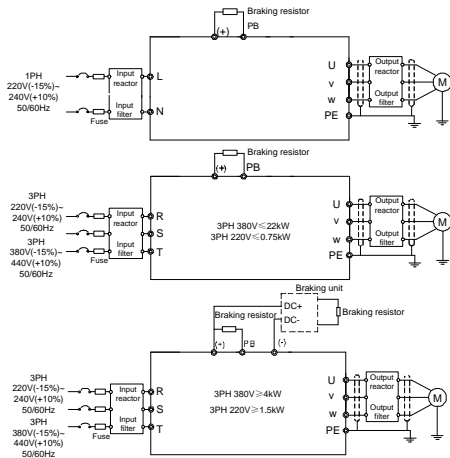 Braking resistor
(+) PB
1PH
220V(-15%)~
240V(+10%)
50/60Hz
Fuse
Input
reactor
Input
filter
L
N
U
v
w
PE
Output
reactor
Output
filter
M
Braking resistor
(+) PB
3PH
220V(-15%)~
240V(+10%)
50/60Hz
3PH
380V(-15%)~
440V(+10%)
50/60Hz
Fuse
Input
reactor
Input
filter
R
S
T
3PH 380V≤22kW
3PH 220V≤0.75kW
U
v
w
PE
Output
reactor
Output
filter
M
Braking unit
DC+
DC-
Braking resistor
Braking resistor
(+) PB (-)
3PH
220V(-15%)~
240V(+10%)
50/60Hz
3PH
380V(-15%)~
440V(+10%)
50/60Hz
Fuse
Input
reactor
Input
filter
R
S
T
3PH 380V≥4kW
3PH 220V≥1.5kW
U
v
w
PE
Output
reactor
Output
filter
M